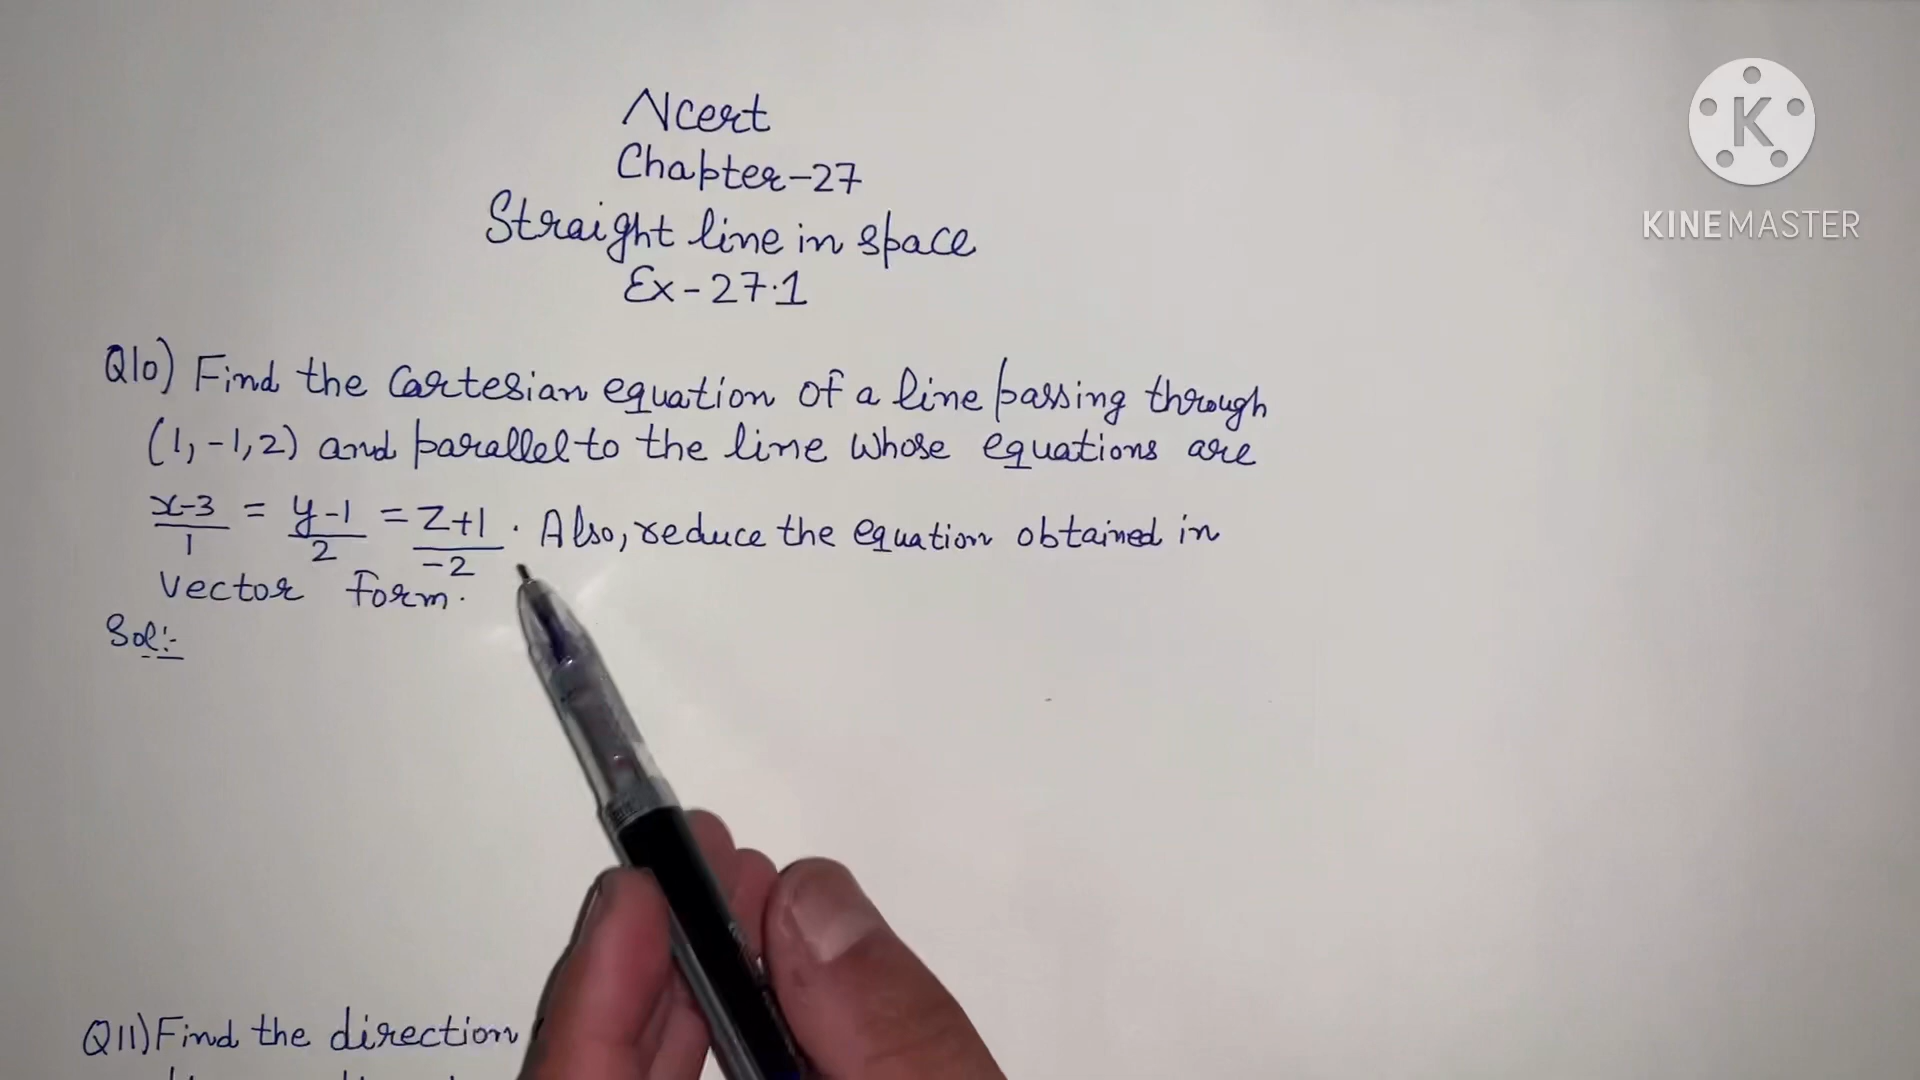 Ncert
Chapter-27
Straight line in space
Ex-27.1
Q10) Find the Cartesian equation of a line passing through
(1, -1, 2) and parallel to the line whose equations are
x-3/1 = y-1/2 = z+1/-2 . Also, reduce the equation obtained in
vector form.
Sol:-
Q11) Find the direction
K
KINEMASTER